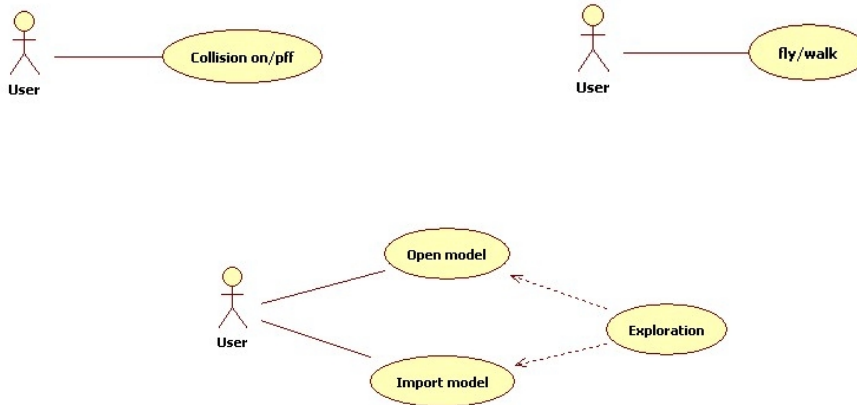 Collision on/pff
User
fly/walk
User
Open model
User
Exploration
Import model